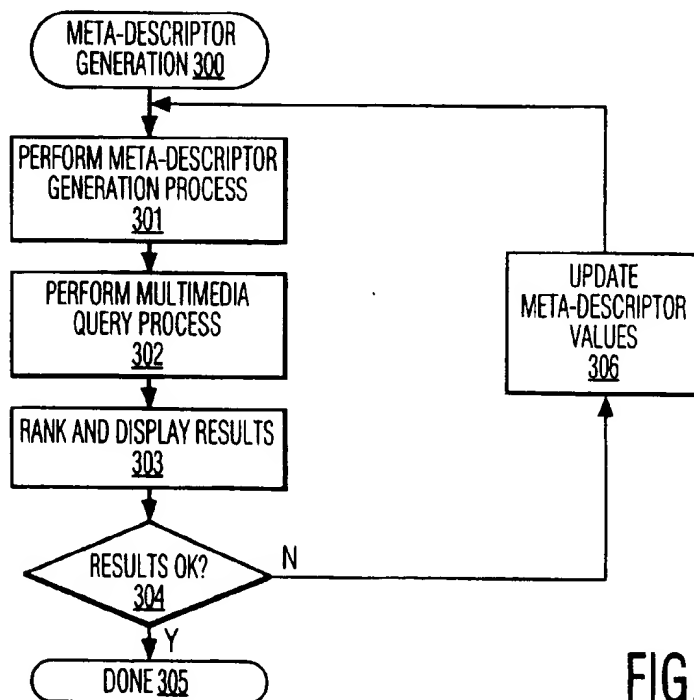 META-DESCRIPTOR
GENERATION 300
PERFORM META-DESCRIPTOR
GENERATION PROCESS
301
PERFORM MULTIMEDIA
QUERY PROCESS
302
RANK AND DISPLAY RESULTS
303
RESULTS OK?
304
N
Y
DONE 305
UPDATE
META-DESCRIPTOR
VALUES
306
FIG.